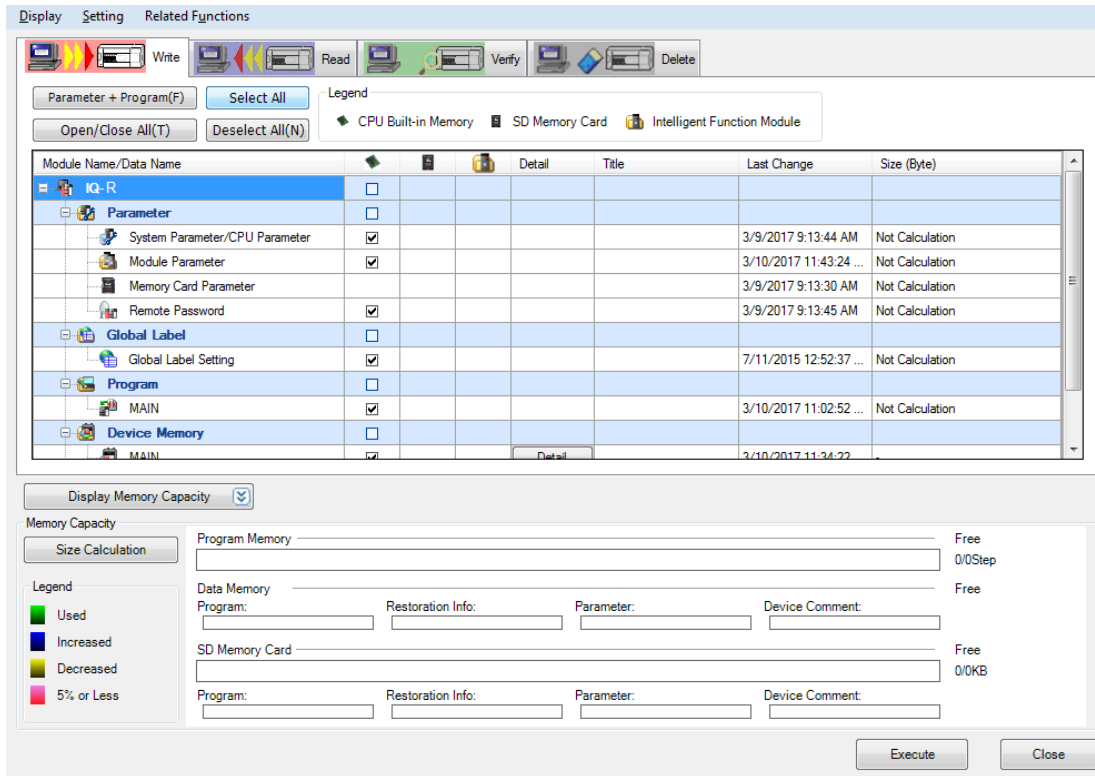 Display Setting Related Functions
Write Read Verify Delete
Parameter + Program(F) Select All Legend
Open/Close All(T) Deselect All(N) CPU Built-in Memory SD Memory Card Intelligent Function Module
Module Name/Data Name Detail Title Last Change Size (Byte)
IQ-R
Parameter
System Parameter/CPU Parameter 3/9/2017 9:13:44 AM Not Calculation
Module Parameter 3/10/2017 11:43:24 ... Not Calculation
Memory Card Parameter 3/9/2017 9:13:30 AM Not Calculation
Remote Password 3/9/2017 9:13:45 AM Not Calculation
Global Label
Global Label Setting 7/11/2015 12:52:37 ... Not Calculation
Program
MAIN 3/10/2017 11:02:52 ... Not Calculation
Device Memory
MAIN Detail 3/10/2017 11:34:22 -
Display Memory Capacity
Memory Capacity
Size Calculation Program Memory Free
0/0Step
Legend Data Memory Free
Used Program: Restoration Info: Parameter: Device Comment:
Increased SD Memory Card Free
Decreased 0/0KB
5% or Less Program: Restoration Info: Parameter: Device Comment:
Execute Close